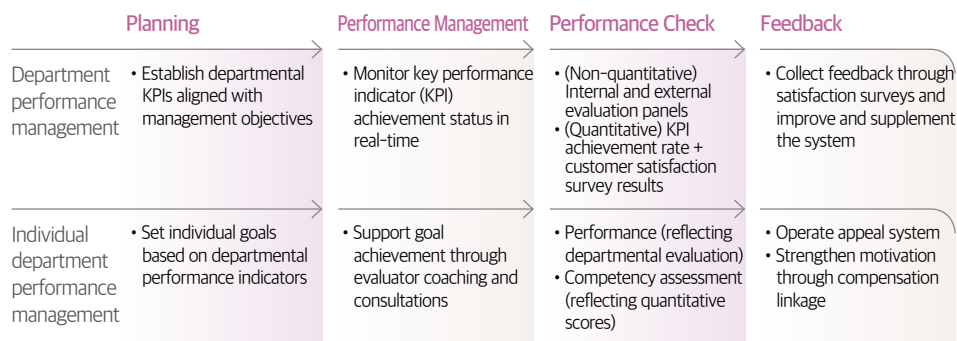 Planning
Performance Management
Performance Check
Feedback
Department
performance
management
• Establish departmental
KPIs aligned with
management objectives
• Monitor key performance
indicator (KPI)
achievement status in
real-time
• (Non-quantitative)
Internal and external
evaluation panels
• (Quantitative) KPI
achievement rate +
customer satisfaction
survey results
• Collect feedback through
satisfaction surveys and
improve and supplement
the system
Individual
department
performance
management
• Set individual goals
based on departmental
performance indicators
• Support goal
achievement through
evaluator coaching and
consultations
• Performance (reflecting
departmental evaluation)
• Competency assessment
(reflecting quantitative
scores)
• Operate appeal system
• Strengthen motivation
through compensation
linkage